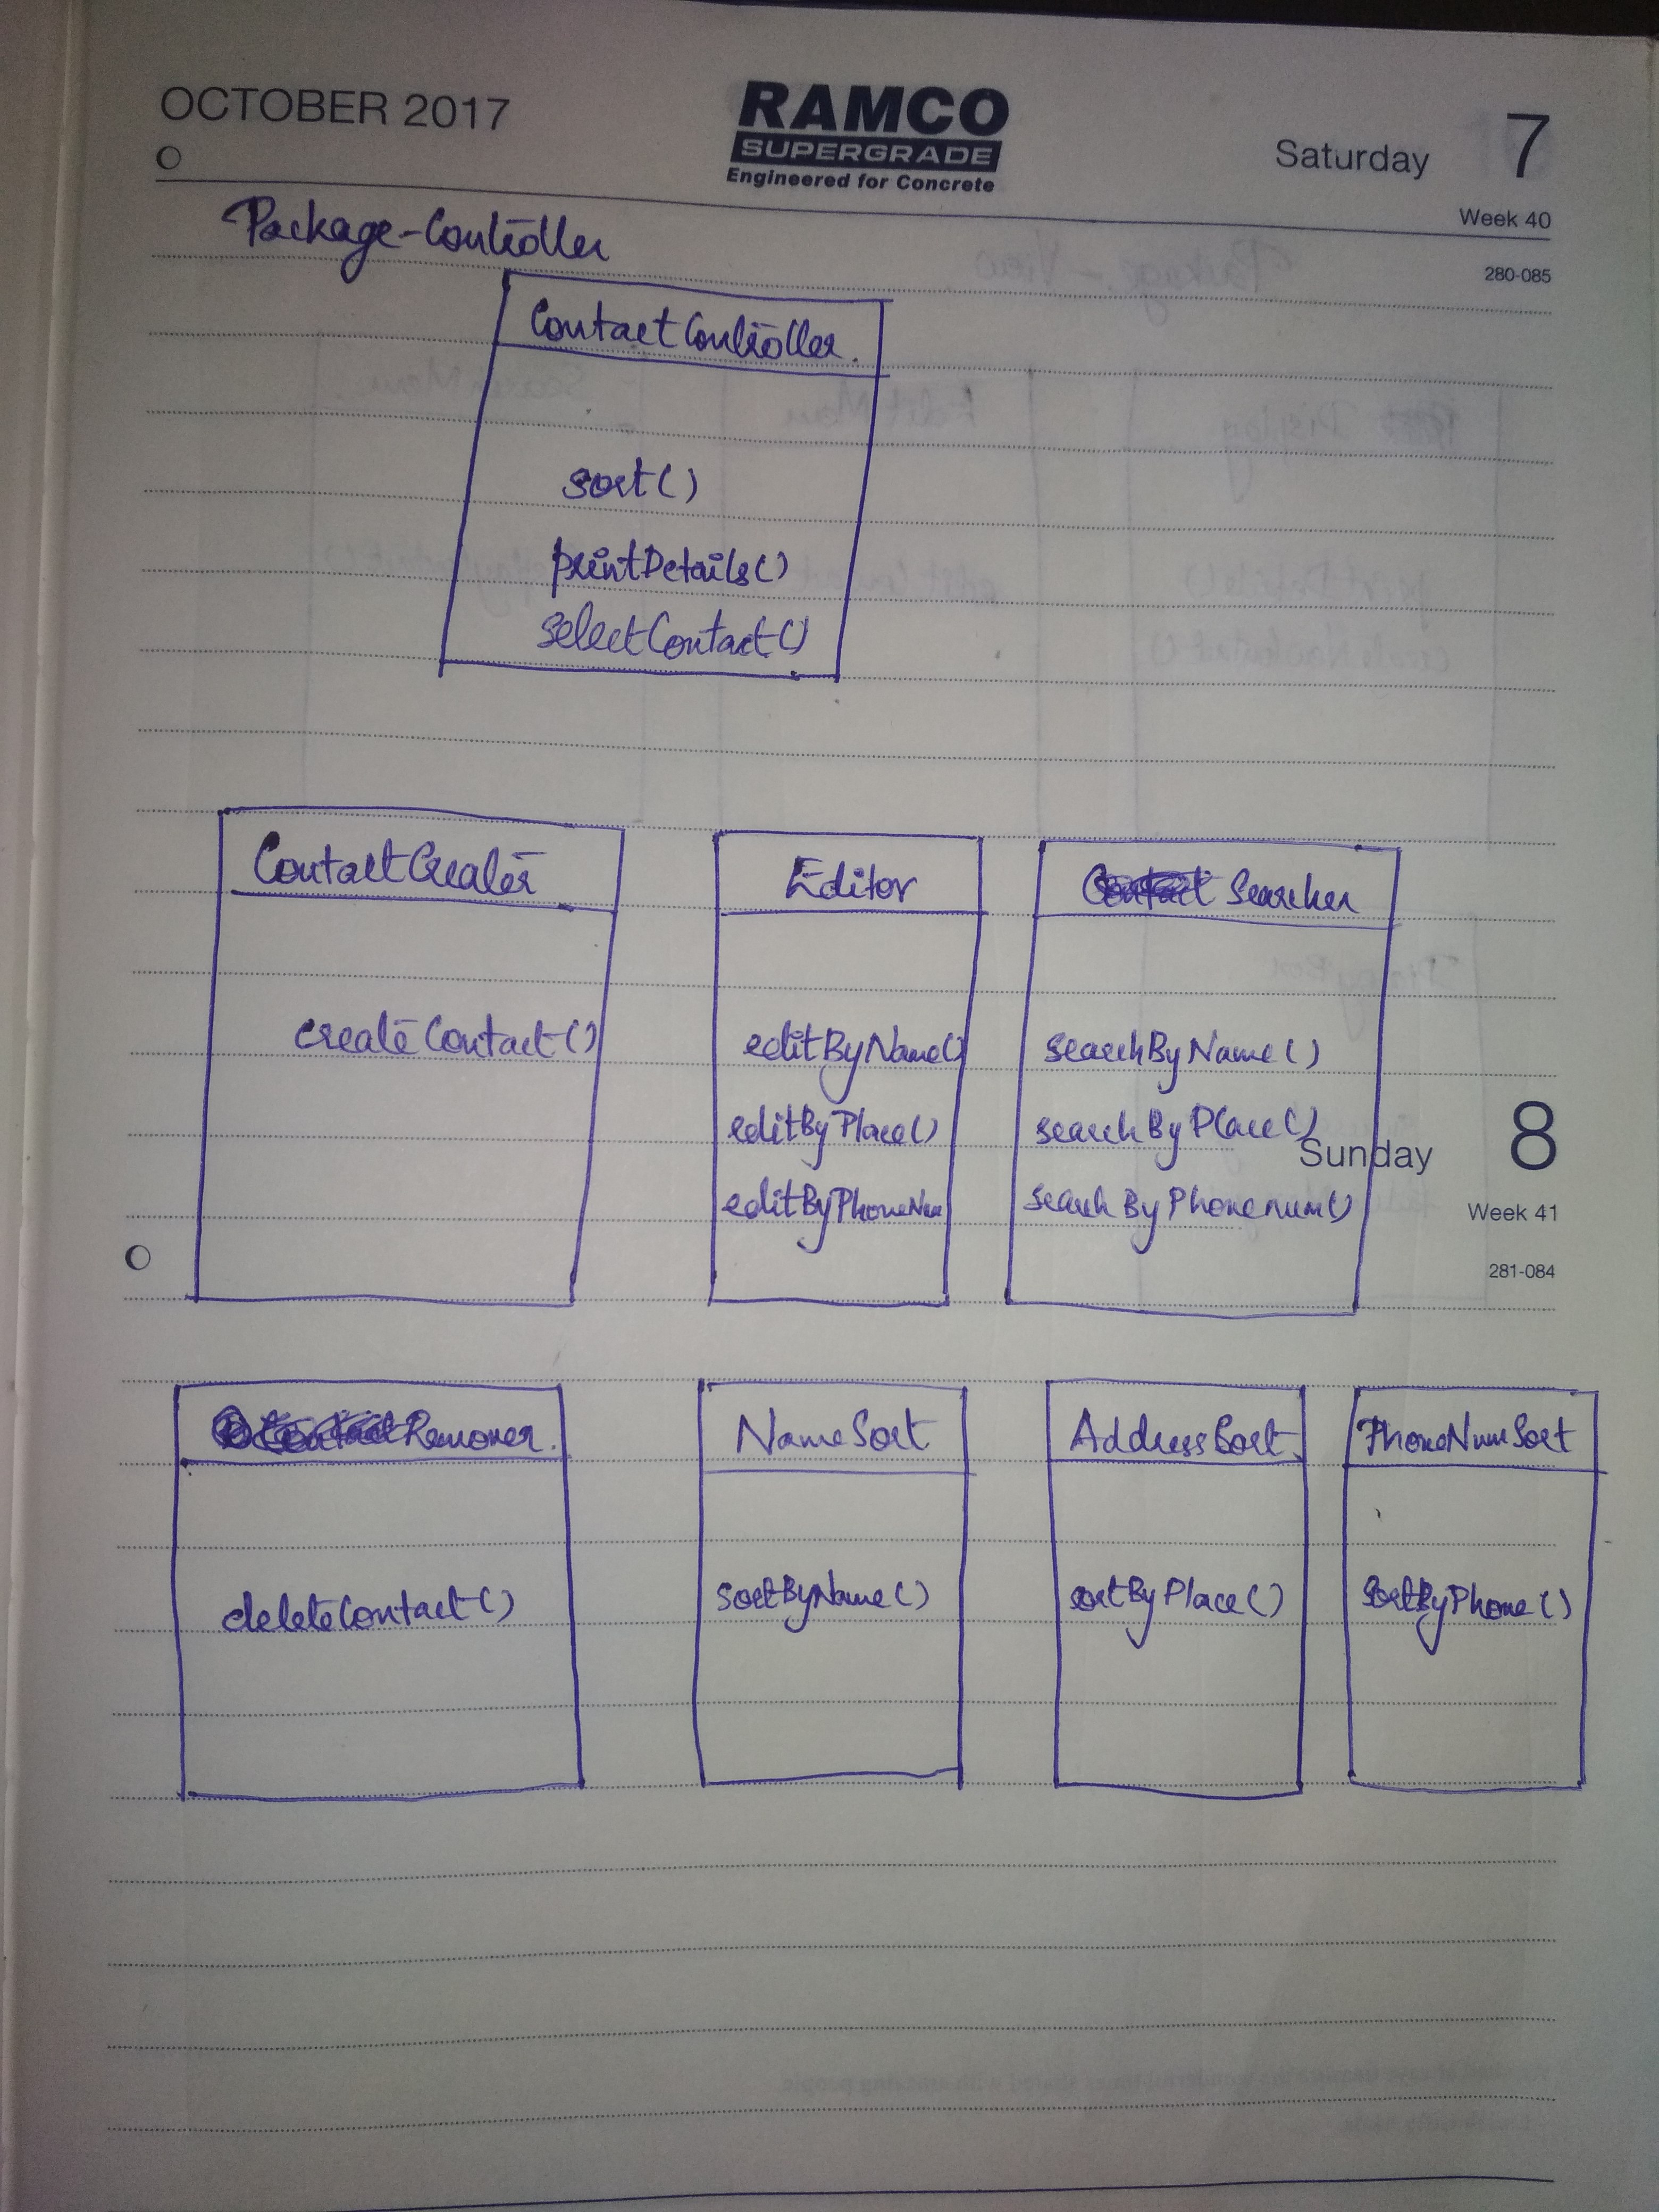 OCTOBER 2017
RAMCO
SUPERGRADE
Engineered for Concrete
Saturday 7
Week 40
280-085
Package-Controller
ContactController.
sort()
printDetails()
selectContact()
ContactCreater
createContact()
Editor
editByName()
editByPlace()
editByPhoneNum
Searcher
searchByName()
searchByPlace()
searchByPhonenum()
Sunday 8
Week 41
281-084
Remover.
deleteContact()
NameSort
sortByName()
AddressSort.
sortByPlace()
PhoneNumSort
SortByPhone()